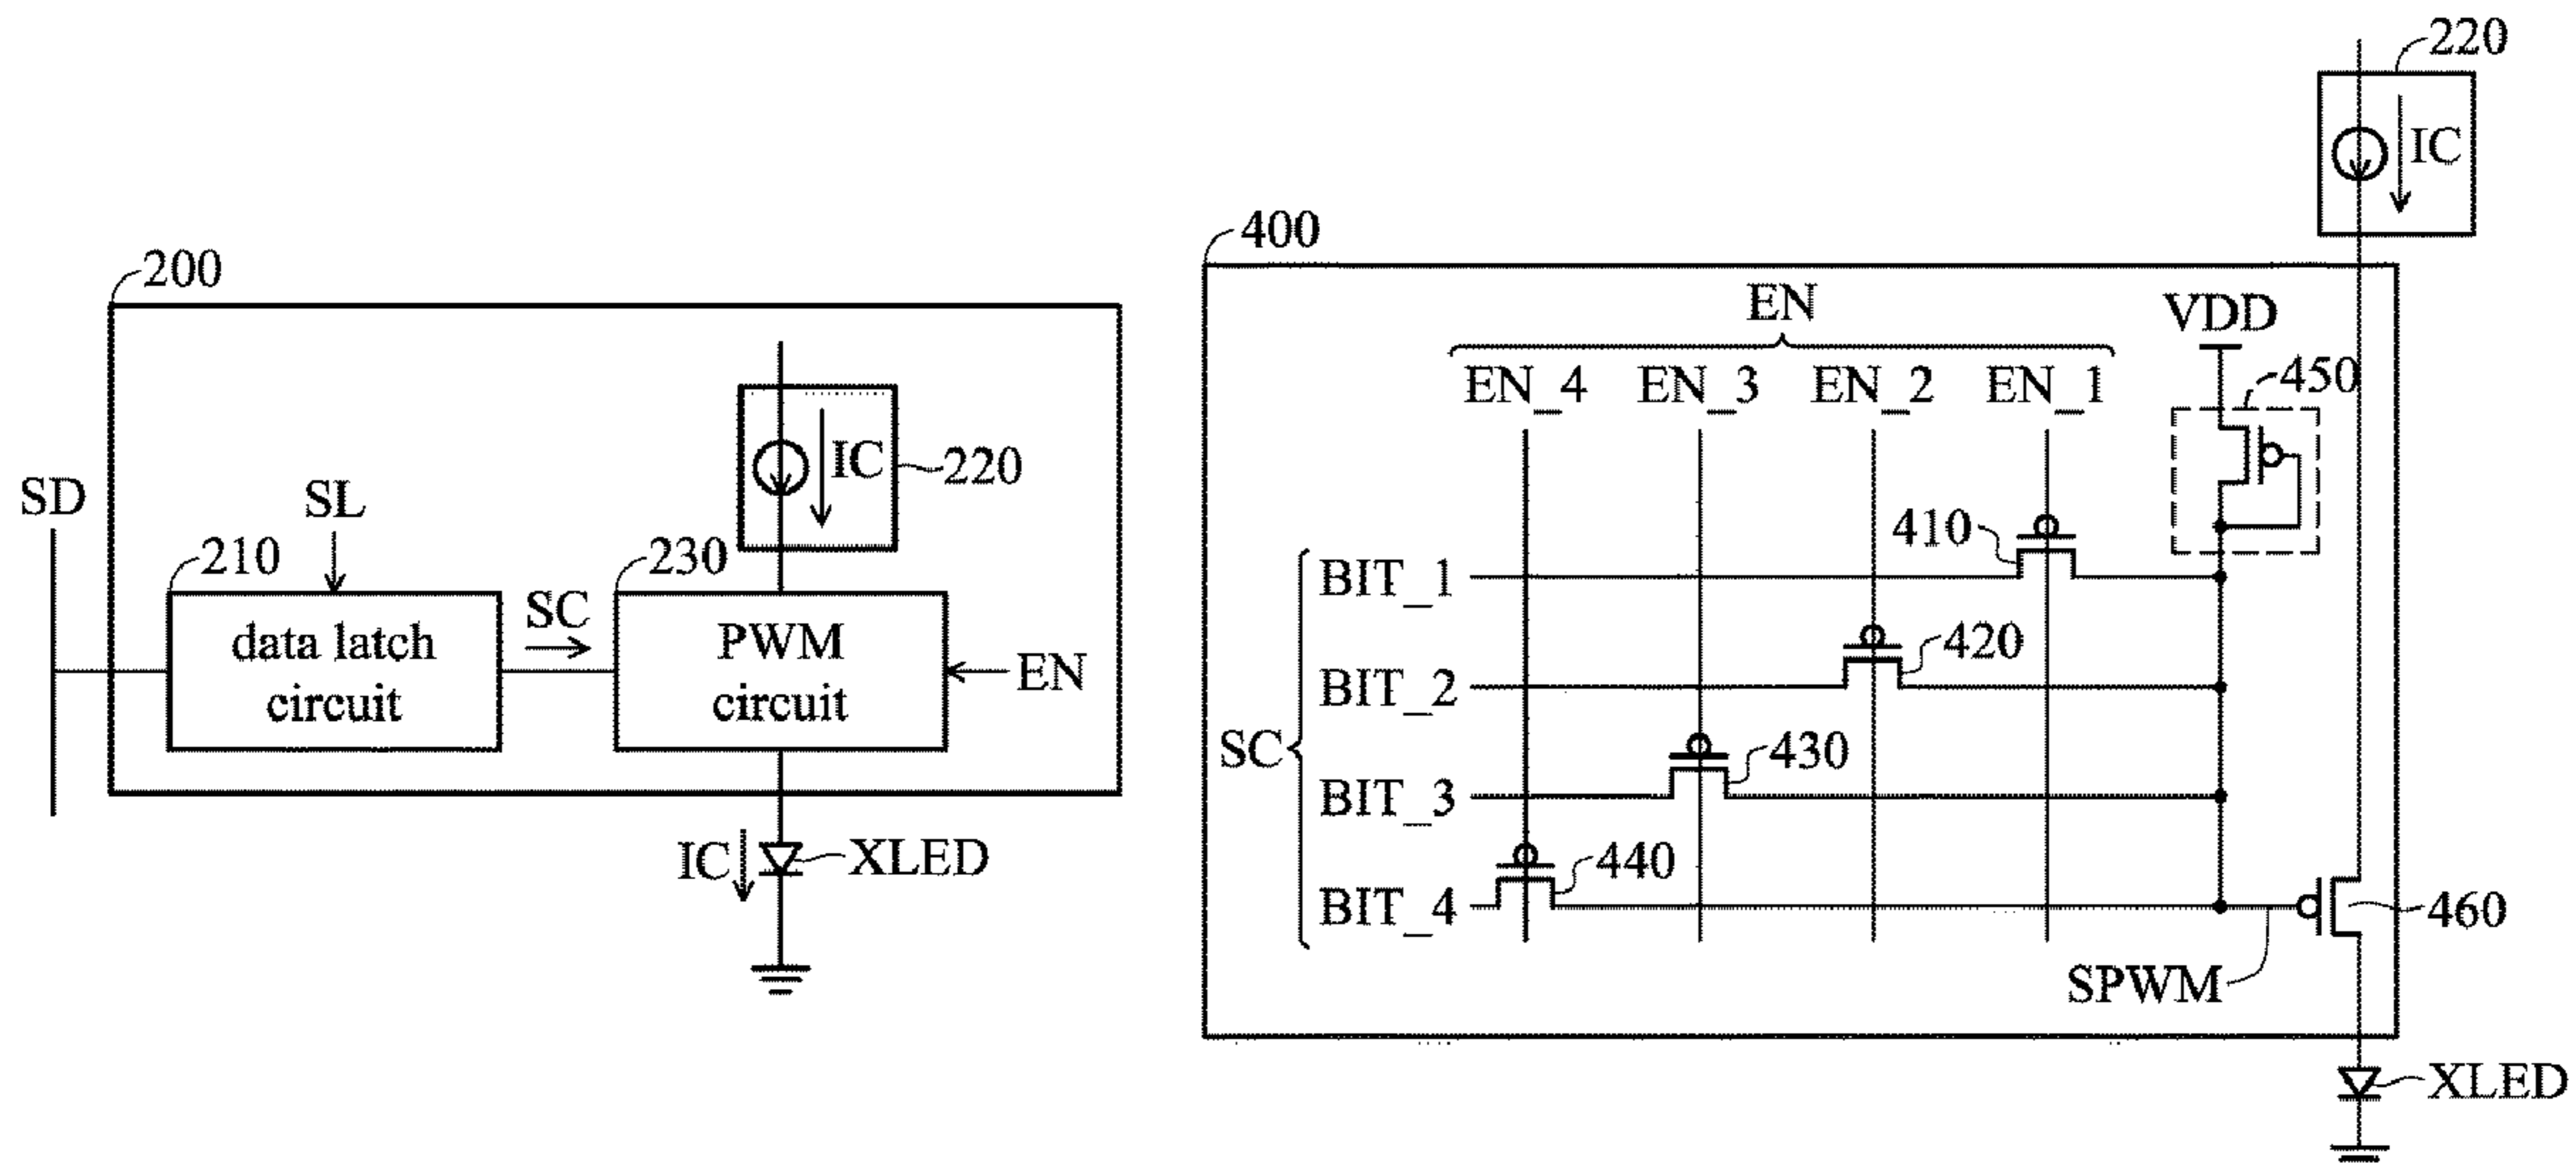 200
SD
SL
IC
220
210
SC
230
data latch
circuit
PWM
circuit
EN
IC
XLED
220
IC
400
EN
VDD
EN_4 EN_3 EN_2 EN_1
450
410
BIT_1
420
BIT_2
SC
430
BIT_3
440
BIT_4
460
SPWM
XLED